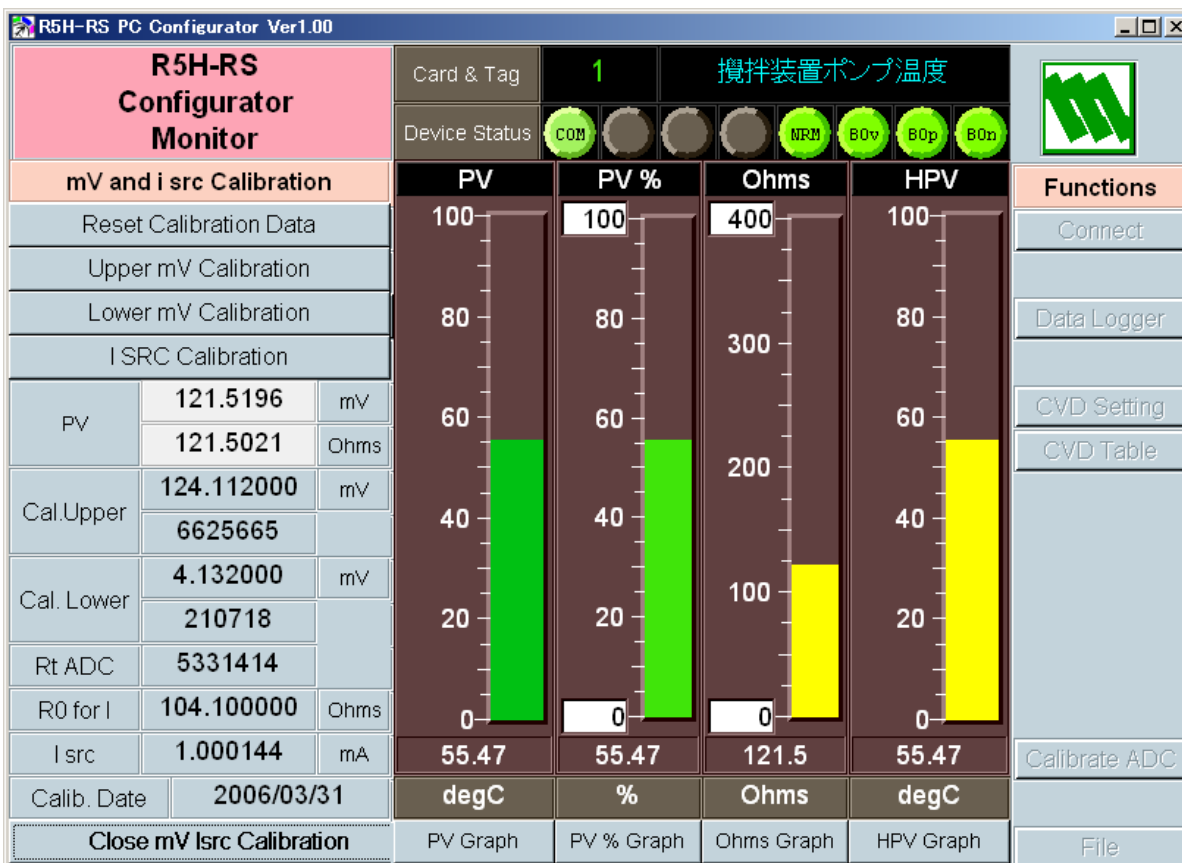 R5H-RS PC Configurator Ver1.00
R5H-RS
Configurator
Monitor
Card & Tag
1
攪拌装置ポンプ温度
Device Status
COM
NRM
BOv
BOp
BOn
mV and i src Calibration
Reset Calibration Data
Upper mV Calibration
Lower mV Calibration
I SRC Calibration
PV
121.5196
mV
121.5021
Ohms
Cal.Upper
124.112000
mV
6625665
Cal. Lower
4.132000
mV
210718
Rt ADC
5331414
R0 for I
104.100000
Ohms
I src
1.000144
mA
Calib. Date
2006/03/31
Close mV Isrc Calibration
PV
100
80
60
40
20
0
55.47
degC
PV Graph
PV %
100
80
60
40
20
0
55.47
%
PV % Graph
Ohms
400
300
200
100
0
121.5
Ohms
Ohms Graph
HPV
100
80
60
40
20
0
55.47
degC
HPV Graph
Functions
Connect
Data Logger
CVD Setting
CVD Table
Calibrate ADC
File